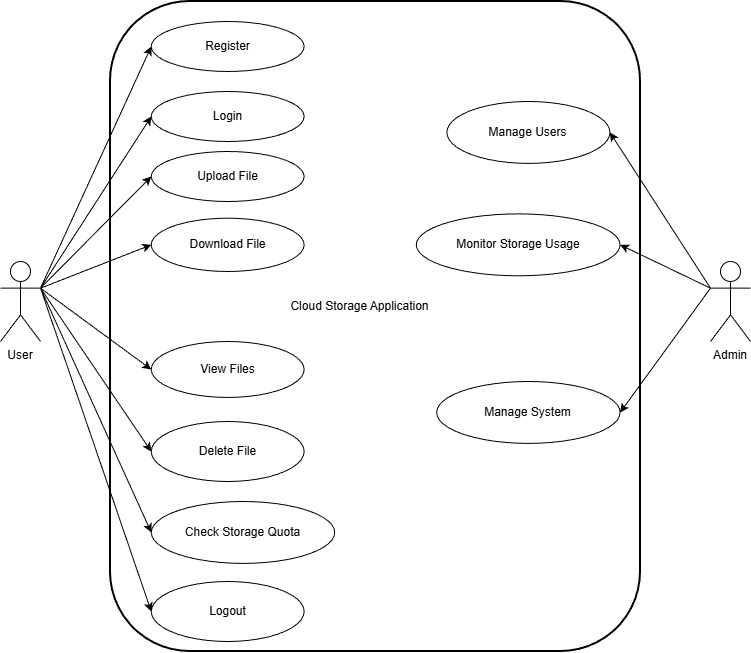 Register
Login
Upload File
Download File
View Files
Delete File
Check Storage Quota
Logout
Cloud Storage Application
Manage Users
Monitor Storage Usage
Manage System
User
Admin